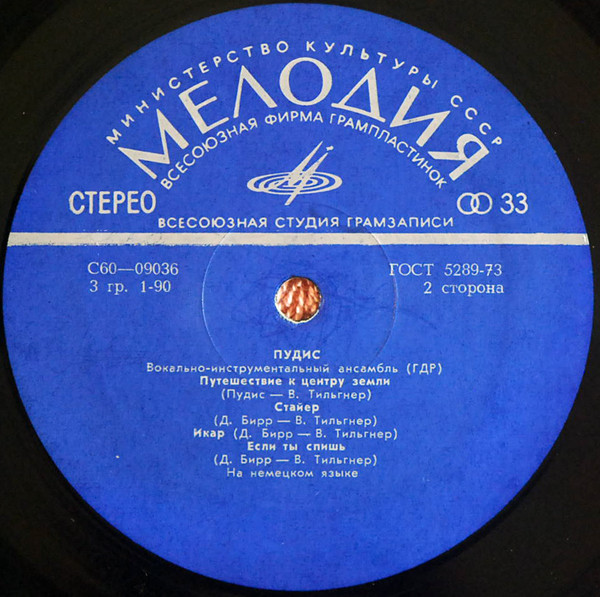 МИНИСТЕРСТВО КУЛЬТУРЫ СССР
МЕЛОДИЯ
ВСЕСОЮЗНАЯ ФИРМА ГРАМПЛАСТИНОК
СТЕРЕО
33
ВСЕСОЮЗНАЯ СТУДИЯ ГРАМЗАПИСИ
С60—09036
ГОСТ 5289-73
3 гр. 1-90
2 сторона
ПУДИС
Вокально-инструментальный ансамбль (ГДР)
Путешествие к центру земли
(Пудис — В. Тильгнер)
Стайер
(Д. Бирр — В. Тильгнер)
Икар (Д. Бирр — В. Тильгнер)
Если ты спишь
(Д. Бирр — В. Тильгнер)
На немецком языке